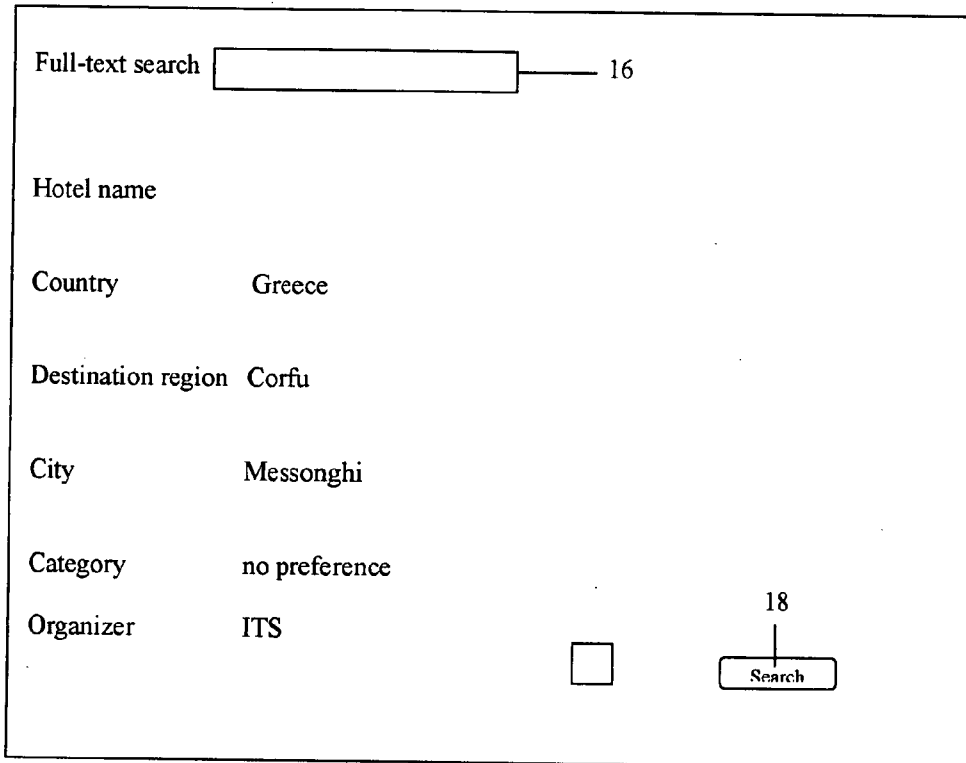 Full-text search 16
Hotel name
Country Greece
Destination region Corfu
City Messonghi
Category no preference
18
Organizer ITS
Search